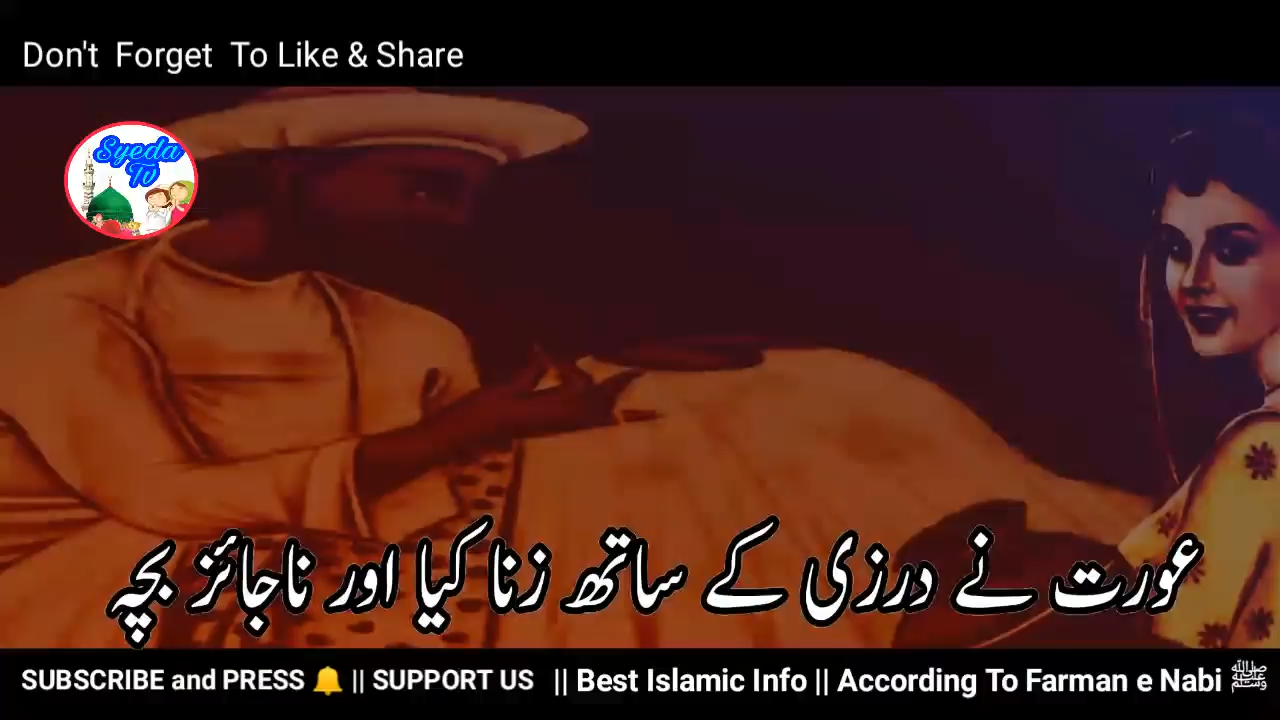 Don't Forget To Like & Share
Syeda
Tv
عورت نے درزی کے ساتھ زنا کیا اور ناجائز بچہ
SUBSCRIBE and PRESS 🔔 || SUPPORT US || Best Islamic Info || According To Farman e Nabi ﷺ